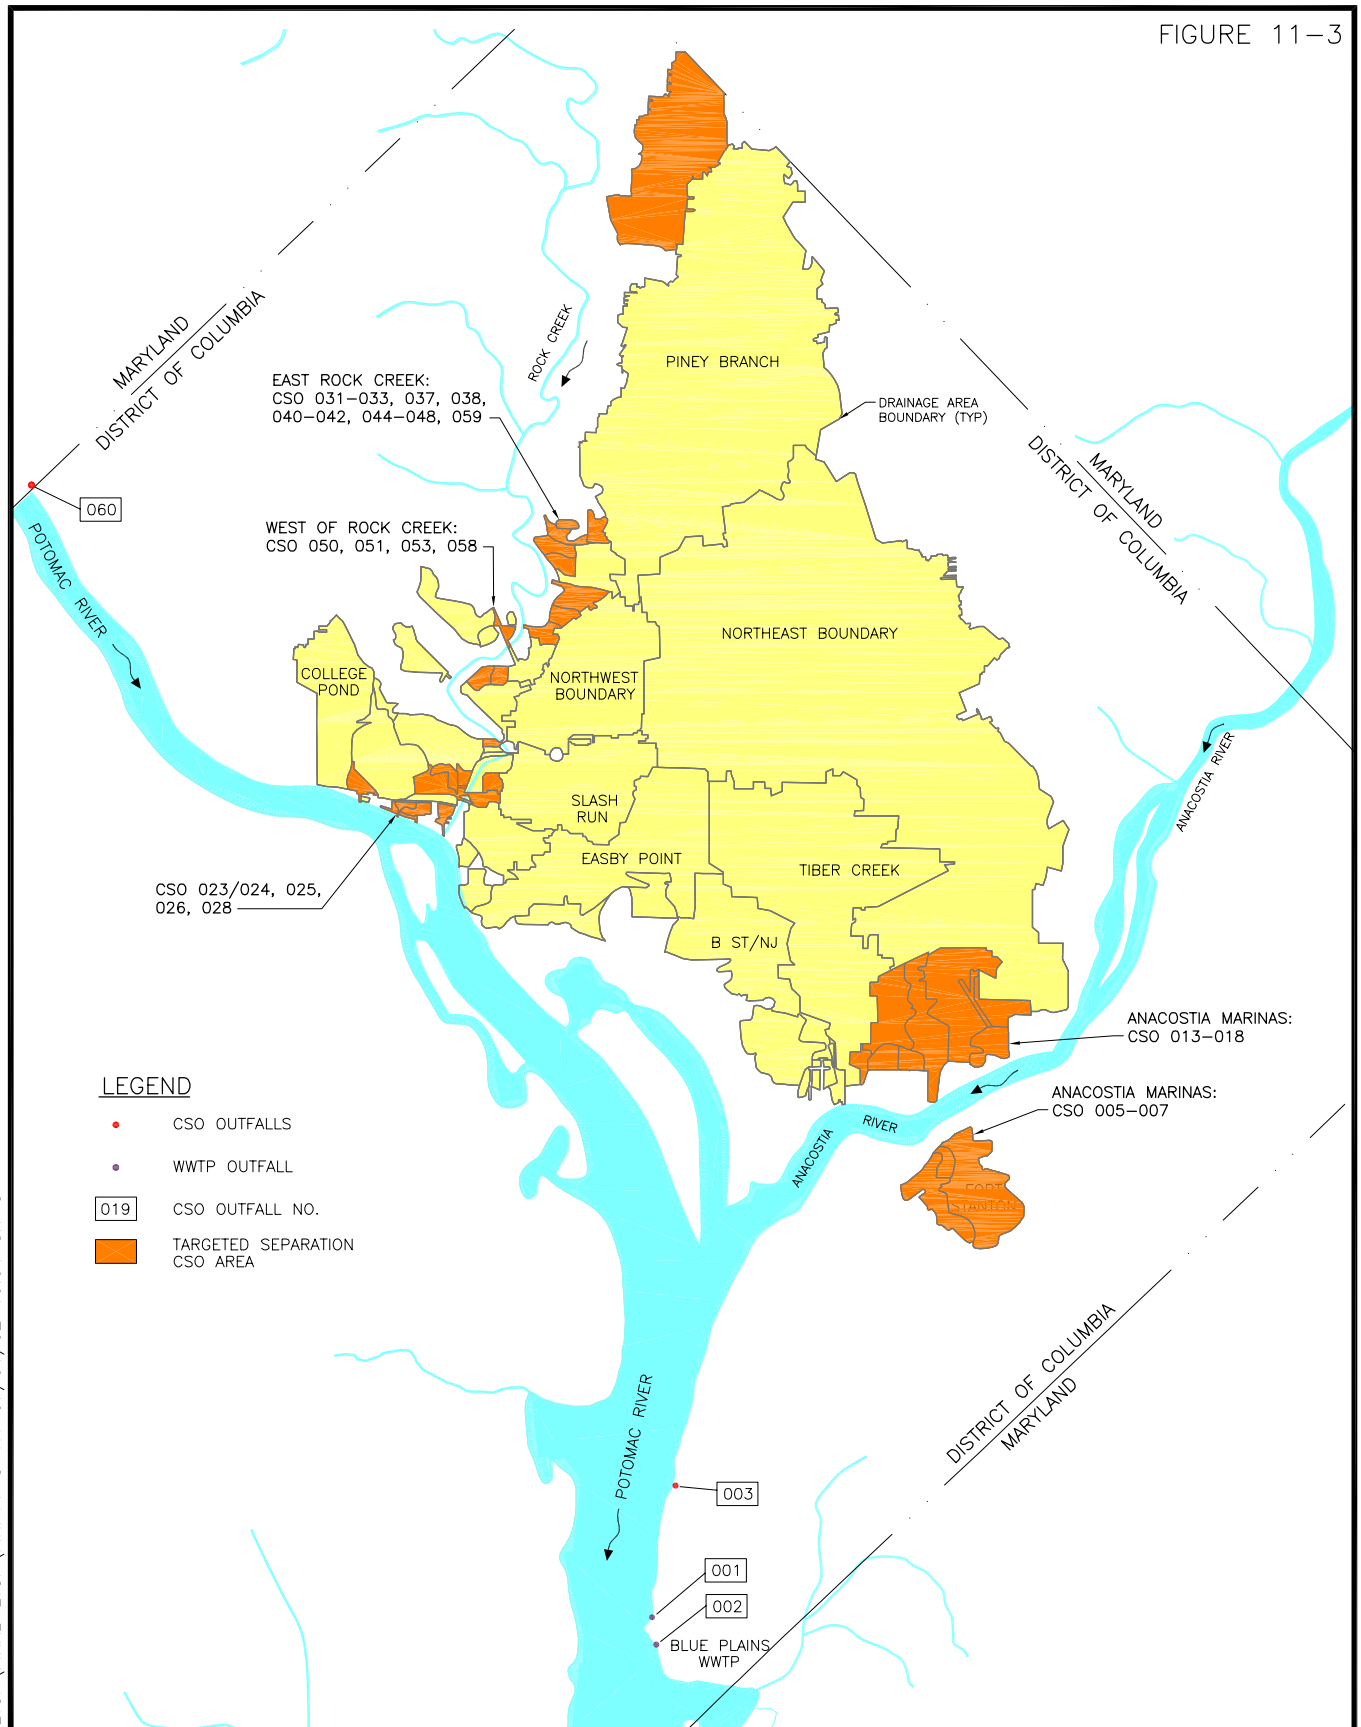 FIGURE 11-3
MARYLAND
DISTRICT OF COLUMBIA
ROCK CREEK
EAST ROCK CREEK:
CSO 031-033, 037, 038,
040-042, 044-048, 059
PINEY BRANCH
DRAINAGE AREA
BOUNDARY (TYP)
MARYLAND
DISTRICT OF COLUMBIA
060
POTOMAC RIVER
WEST OF ROCK CREEK:
CSO 050, 051, 053, 058
NORTHEAST BOUNDARY
COLLEGE
POND
NORTHWEST
BOUNDARY
ANACOSTIA RIVER
SLASH
RUN
EASBY POINT
TIBER CREEK
CSO 023/024, 025,
026, 028
B ST/NJ
ANACOSTIA MARINAS:
CSO 013-018
ANACOSTIA MARINAS:
CSO 005-007
ANACOSTIA
RIVER
FORT
STANTON
LEGEND
CSO OUTFALLS
WWTP OUTFALL
019
CSO OUTFALL NO.
TARGETED SEPARATION
CSO AREA
DISTRICT OF COLUMBIA
MARYLAND
POTOMAC RIVER
003
001
002
BLUE PLAINS
WWTP